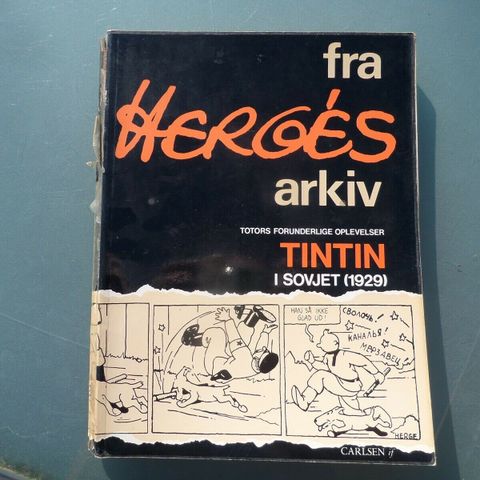 fra
HERGÉS
arkiv
TOTORS FORUNDERLIGE OPLEVELSER
TINTIN
I SOVJET (1929)
HAN SÅ IKKE
GLAD UD!
СВОЛОЧЬ!
КАНАЛЬЯ!
МЕРЗАВЕЦ!
HERGÉ
CARLSEN if